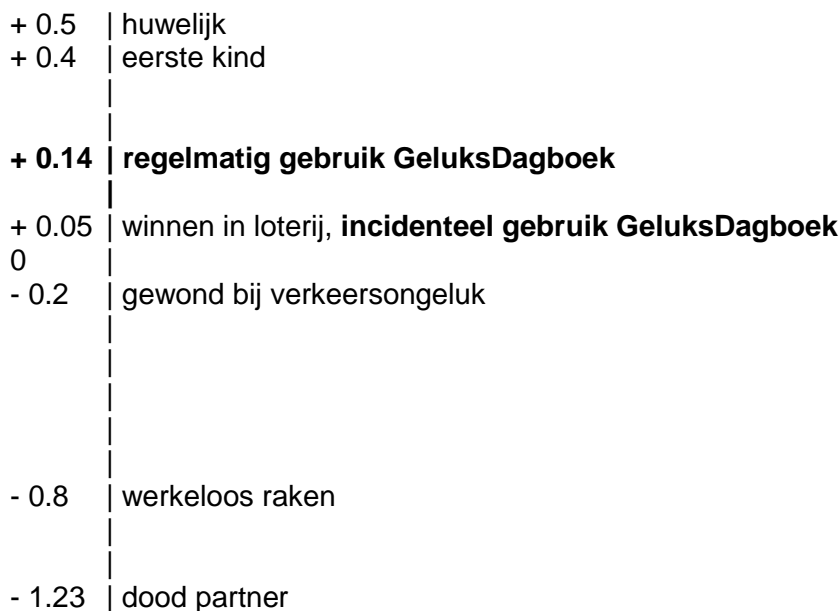 + 0.5 | huwelijk
+ 0.4 | eerste kind
|
|
+ 0.14 | regelmatig gebruik GeluksDagboek
|
+ 0.05 | winnen in loterij, incidenteel gebruik GeluksDagboek
0 |
- 0.2 | gewond bij verkeersongeluk
|
|
|
|
|
- 0.8 | werkeloos raken
|
|
- 1.23 | dood partner